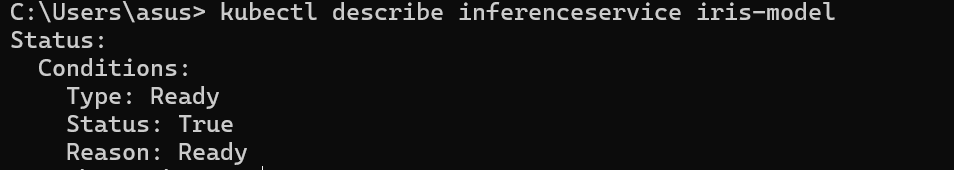 C:\Users\asus> kubectl describe inferenceservice iris-model
Status:
Conditions:
Type: Ready
Status: True
Reason: Ready